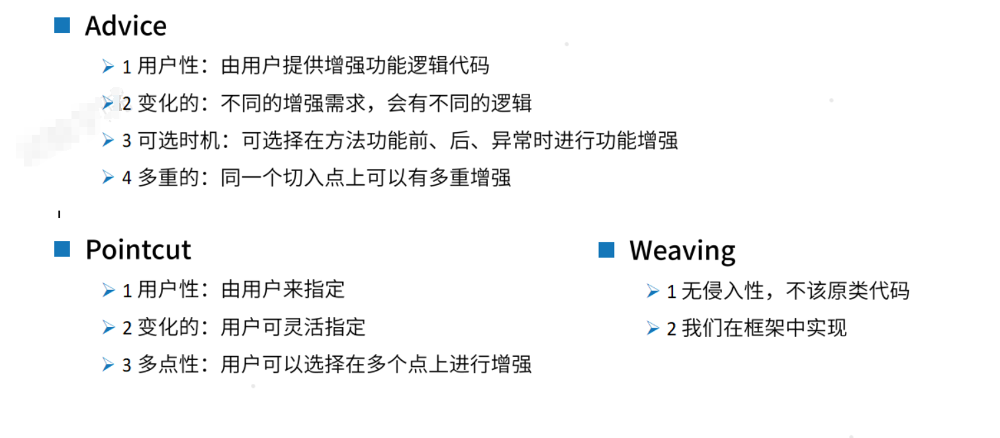 Advice
1 用户性：由用户提供增强功能逻辑代码
2 变化的：不同的增强需求，会有不同的逻辑
3 可选时机：可选择在方法功能前、后、异常时进行功能增强
4 多重的：同一个切入点上可以有多重增强
Pointcut
1 用户性：由用户来指定
2 变化的：用户可灵活指定
3 多点性：用户可以选择在多个点上进行增强
Weaving
1 无侵入性，不该原类代码
2 我们在框架中实现